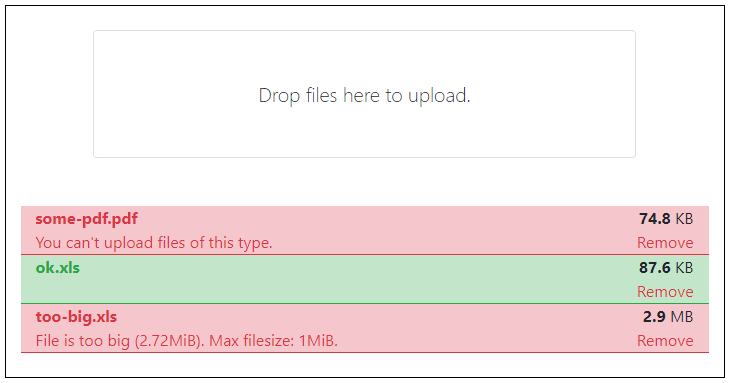 Drop files here to upload.
some-pdf.pdf 74.8 KB
You can't upload files of this type. Remove
ok.xls 87.6 KB
Remove
too-big.xls 2.9 MB
File is too big (2.72MiB). Max filesize: 1MiB. Remove